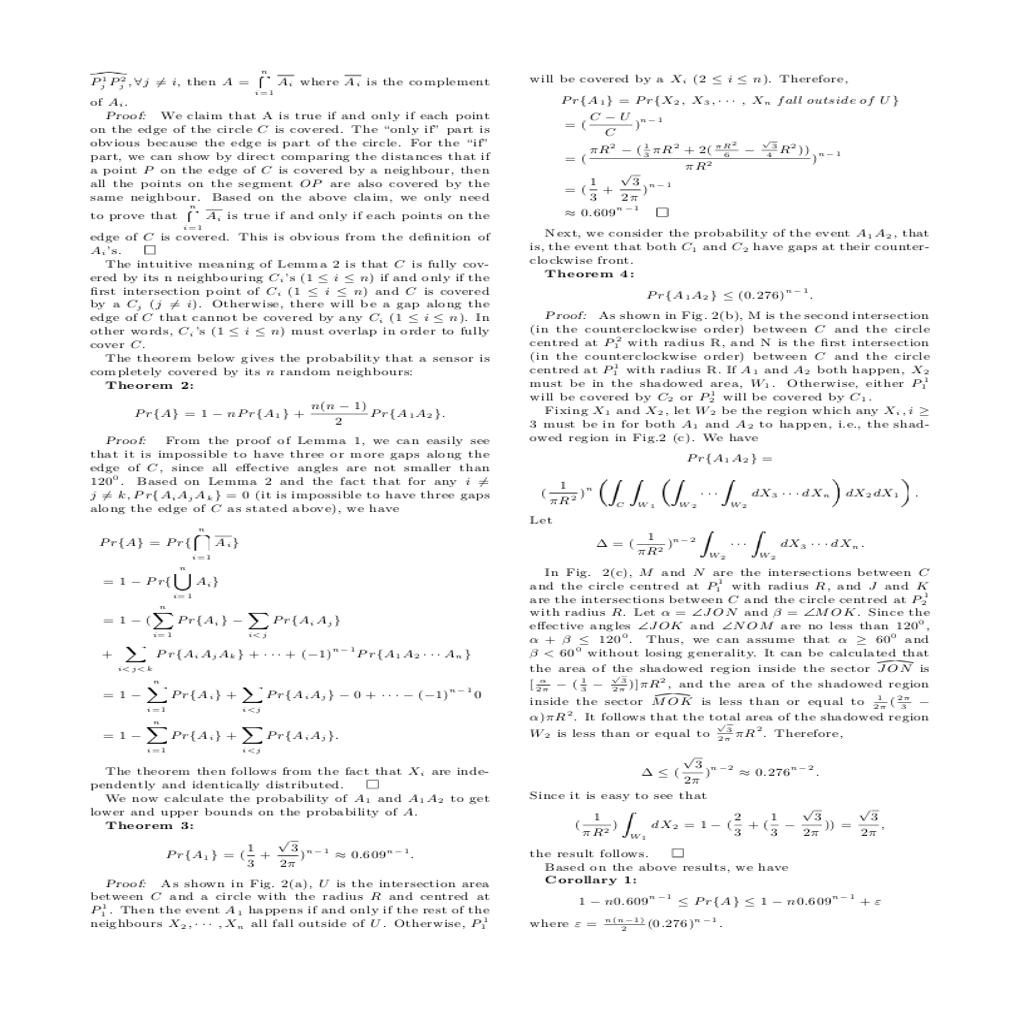 $\widehat{P_j^1 P_j^2}, \forall j \neq i$, then $A = \bigcap_{i=1}^{n} \overline{A_i}$ where $\overline{A_i}$ is the complement
of $A_i$.
Proof: We claim that A is true if and only if each point
on the edge of the circle $C$ is covered. The “only if” part is
obvious because the edge is part of the circle. For the “if”
part, we can show by direct comparing the distances that if
a point $P$ on the edge of $C$ is covered by a neighbour, then
all the points on the segment $OP$ are also covered by the
same neighbour. Based on the above claim, we only need
to prove that $\bigcap_{i=1}^{n} \overline{A_i}$ is true if and only if each points on the
edge of $C$ is covered. This is obvious from the definition of
$A_i$'s. □
The intuitive meaning of Lemma 2 is that $C$ is fully cov-
ered by its n neighbouring $C_i$'s ($1 \leq i \leq n$) if and only if the
first intersection point of $C_i$ ($1 \leq i \leq n$) and $C$ is covered
by a $C_j$ ($j \neq i$). Otherwise, there will be a gap along the
edge of $C$ that cannot be covered by any $C_i$ ($1 \leq i \leq n$). In
other words, $C_i$'s ($1 \leq i \leq n$) must overlap in order to fully
cover $C$.
The theorem below gives the probability that a sensor is
completely covered by its $n$ random neighbours:
Theorem 2:
$Pr\{A\} = 1 - nPr\{A_1\} + \frac{n(n-1)}{2} Pr\{A_1 A_2\}.$
Proof: From the proof of Lemma 1, we can easily see
that it is impossible to have three or more gaps along the
edge of $C$, since all effective angles are not smaller than
$120^0$. Based on Lemma 2 and the fact that for any $i \neq$
$j \neq k, Pr\{A_i A_j A_k\} = 0$ (it is impossible to have three gaps
along the edge of $C$ as stated above), we have
$Pr\{A\} = Pr\{\bigcap_{i=1}^{n} \overline{A_i}\}$
$= 1 - Pr\{\bigcup_{i=1}^{n} A_i\}$
$= 1 - (\sum_{i=1}^{n} Pr\{A_i\} - \sum_{i<j} Pr\{A_i A_j\}$
$+ \sum_{i<j<k} Pr\{A_i A_j A_k\} + \cdots + (-1)^{n-1} Pr\{A_1 A_2 \cdots A_n\}$
$= 1 - \sum_{i=1}^{n} Pr\{A_i\} + \sum_{i<j} Pr\{A_i A_j\} - 0 + \cdots - (-1)^{n-1} 0$
$= 1 - \sum_{i=1}^{n} Pr\{A_i\} + \sum_{i<j} Pr\{A_i A_j\}.$
The theorem then follows from the fact that $X_i$ are inde-
pendently and identically distributed. □
We now calculate the probability of $A_1$ and $A_1 A_2$ to get
lower and upper bounds on the probability of $A$.
Theorem 3:
$Pr\{A_1\} = (\frac{1}{3} + \frac{\sqrt{3}}{2\pi})^{n-1} \approx 0.609^{n-1}.$
Proof: As shown in Fig. 2(a), $U$ is the intersection area
between $C$ and a circle with the radius $R$ and centred at
$P_1^1$. Then the event $A_1$ happens if and only if the rest of the
neighbours $X_2, \cdots, X_n$ all fall outside of $U$. Otherwise, $P_1^1$
will be covered by a $X_i$ ($2 \leq i \leq n$). Therefore,
$Pr\{A_1\} = Pr\{X_2, X_3, \cdots, X_n \ fall \ outside \ of \ U\}$
$= (\frac{C - U}{C})^{n-1}$
$= (\frac{\pi R^2 - (\frac{1}{3}\pi R^2 + 2(\frac{\pi R^2}{6} - \frac{\sqrt{3}}{4} R^2))}{\pi R^2})^{n-1}$
$= (\frac{1}{3} + \frac{\sqrt{3}}{2\pi})^{n-1}$
$\approx 0.609^{n-1}$ □
Next, we consider the probability of the event $A_1 A_2$, that
is, the event that both $C_1$ and $C_2$ have gaps at their counter-
clockwise front.
Theorem 4:
$Pr\{A_1 A_2\} \leq (0.276)^{n-1}.$
Proof: As shown in Fig. 2(b), M is the second intersection
(in the counterclockwise order) between $C$ and the circle
centred at $P_1^2$ with radius R, and N is the first intersection
(in the counterclockwise order) between $C$ and the circle
centred at $P_1^1$ with radius R. If $A_1$ and $A_2$ both happen, $X_2$
must be in the shadowed area, $W_1$. Otherwise, either $P_1^1$
will be covered by $C_2$ or $P_2^1$ will be covered by $C_1$.
Fixing $X_1$ and $X_2$, let $W_2$ be the region which any $X_i, i \geq$
3 must be in for both $A_1$ and $A_2$ to happen, i.e., the shad-
owed region in Fig.2 (c). We have
$Pr\{A_1 A_2\} =$
$(\frac{1}{\pi R^2})^n \left( \int_C \int_{W_1} \left( \int_{W_2} \cdots \int_{W_2} dX_3 \cdots dX_n \right) dX_2 dX_1 \right).$
Let
$\Delta = (\frac{1}{\pi R^2})^{n-2} \int_{W_2} \cdots \int_{W_2} dX_3 \cdots dX_n.$
In Fig. 2(c), $M$ and $N$ are the intersections between $C$
and the circle centred at $P_1^1$ with radius R, and $J$ and $K$
are the intersections between $C$ and the circle centred at $P_2^1$
with radius $R$. Let $\alpha = \angle JON$ and $\beta = \angle MOK$. Since the
effective angles $\angle JOK$ and $\angle NOM$ are no less than $120^0$,
$\alpha + \beta \leq 120^0$. Thus, we can assume that $\alpha \geq 60^0$ and
$\beta < 60^0$ without losing generality. It can be calculated that
the area of the shadowed region inside the sector $\widehat{JON}$ is
$[\frac{\alpha}{2\pi} - (\frac{1}{3} - \frac{\sqrt{3}}{2\pi})]\pi R^2$, and the area of the shadowed region
inside the sector $\widehat{MOK}$ is less than or equal to $\frac{1}{2\pi}(\frac{2\pi}{3} -$
$\alpha)\pi R^2$. It follows that the total area of the shadowed region
$W_2$ is less than or equal to $\frac{\sqrt{3}}{2\pi}\pi R^2$. Therefore,
$\Delta \leq (\frac{\sqrt{3}}{2\pi})^{n-2} \approx 0.276^{n-2}.$
Since it is easy to see that
$(\frac{1}{\pi R^2}) \int_{W_1} dX_2 = 1 - (\frac{2}{3} + (\frac{1}{3} - \frac{\sqrt{3}}{2\pi})) = \frac{\sqrt{3}}{2\pi},$
the result follows. □
Based on the above results, we have
Corollary 1:
$1 - n0.609^{n-1} \leq Pr\{A\} \leq 1 - n0.609^{n-1} + \varepsilon$
where $\varepsilon = \frac{n(n-1)}{2}(0.276)^{n-1}$.